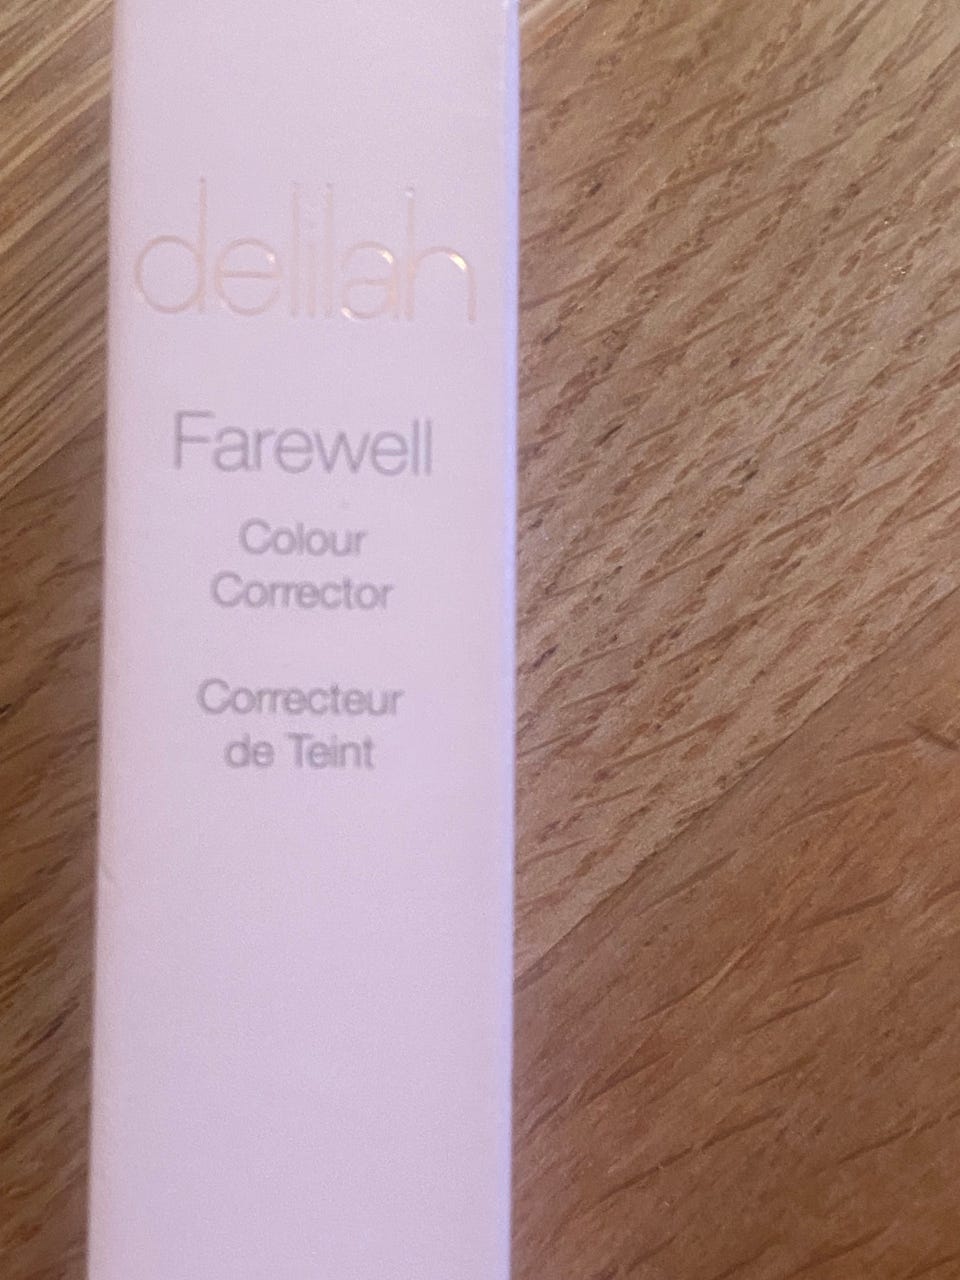 delilah
Farewell
Colour
Corrector
Correcteur
de Teint